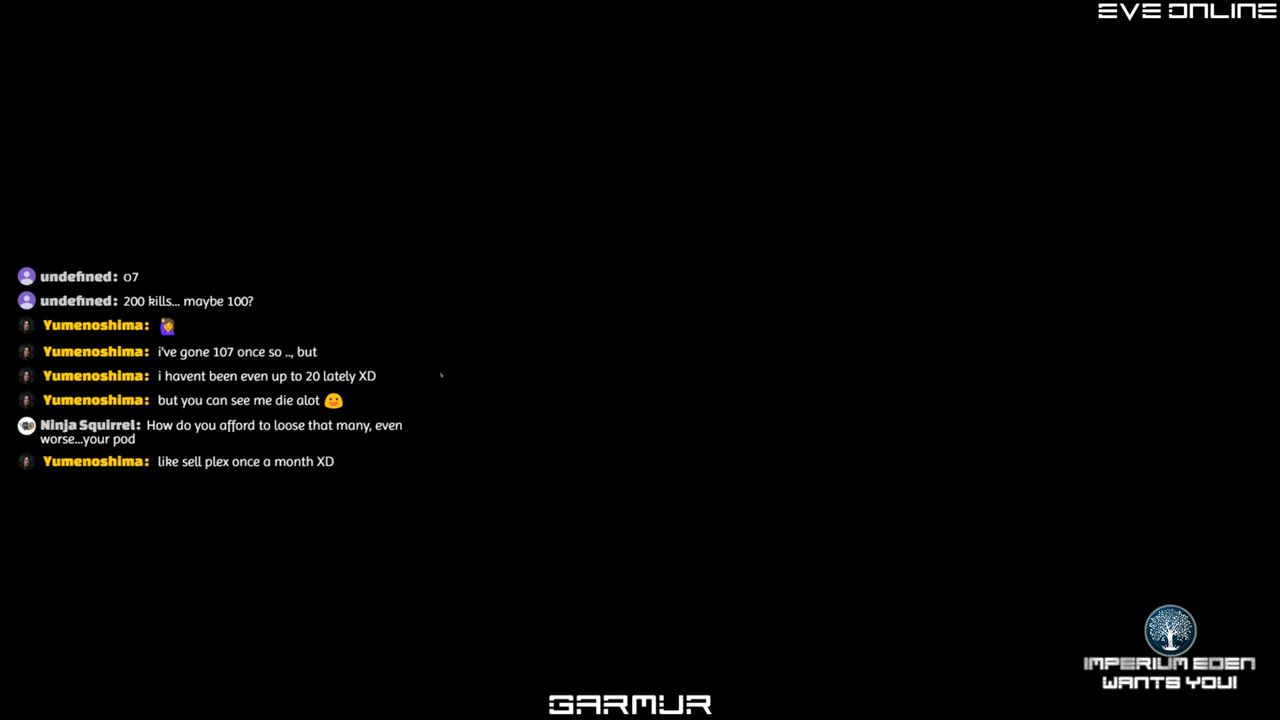 EVE ONLINE
undefined: o7
undefined: 200 kills... maybe 100?
Yumenoshima: 🙋‍♀️
Yumenoshima: i've gone 107 once so .., but
Yumenoshima: i havent been even up to 20 lately XD
Yumenoshima: but you can see me die alot 🙂
Ninja Squirrel: How do you afford to loose that many, even
worse...your pod
Yumenoshima: like sell plex once a month XD
IMPERIUM EDEN
WANTS YOU!
GARMUR